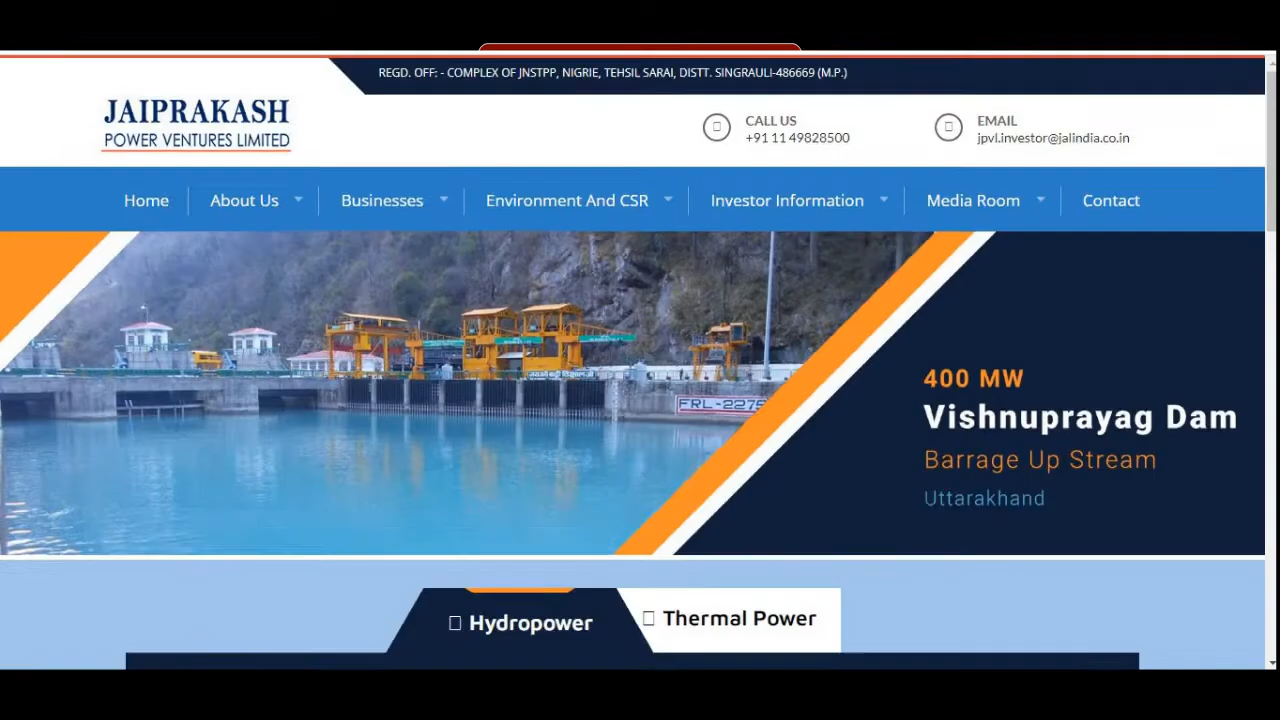 REGD. OFF: - COMPLEX OF JNSTPP, NIGRIE, TEHSIL SARAI, DISTT. SINGRAULI-486669 (M.P.)
JAIPRAKASH
POWER VENTURES LIMITED
CALL US
+91 11 49828500
EMAIL
jpvl.investor@jalindia.co.in
Home
About Us
Businesses
Environment And CSR
Investor Information
Media Room
Contact
FRL-2275
400 MW
Vishnuprayag Dam
Barrage Up Stream
Uttarakhand
Hydropower
Thermal Power